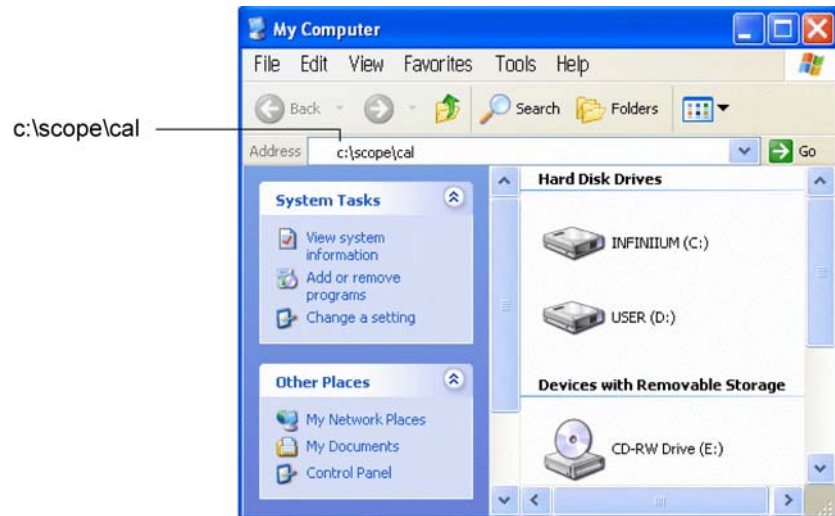 My Computer
File Edit View Favorites Tools Help
Back Search Folders
c:\scope\cal
Address c:\scope\cal Go
System Tasks
View system
information
Add or remove
programs
Change a setting
Other Places
My Network Places
My Documents
Control Panel
Hard Disk Drives
INFINIIUM (C:)
USER (D:)
Devices with Removable Storage
CD-RW Drive (E:)